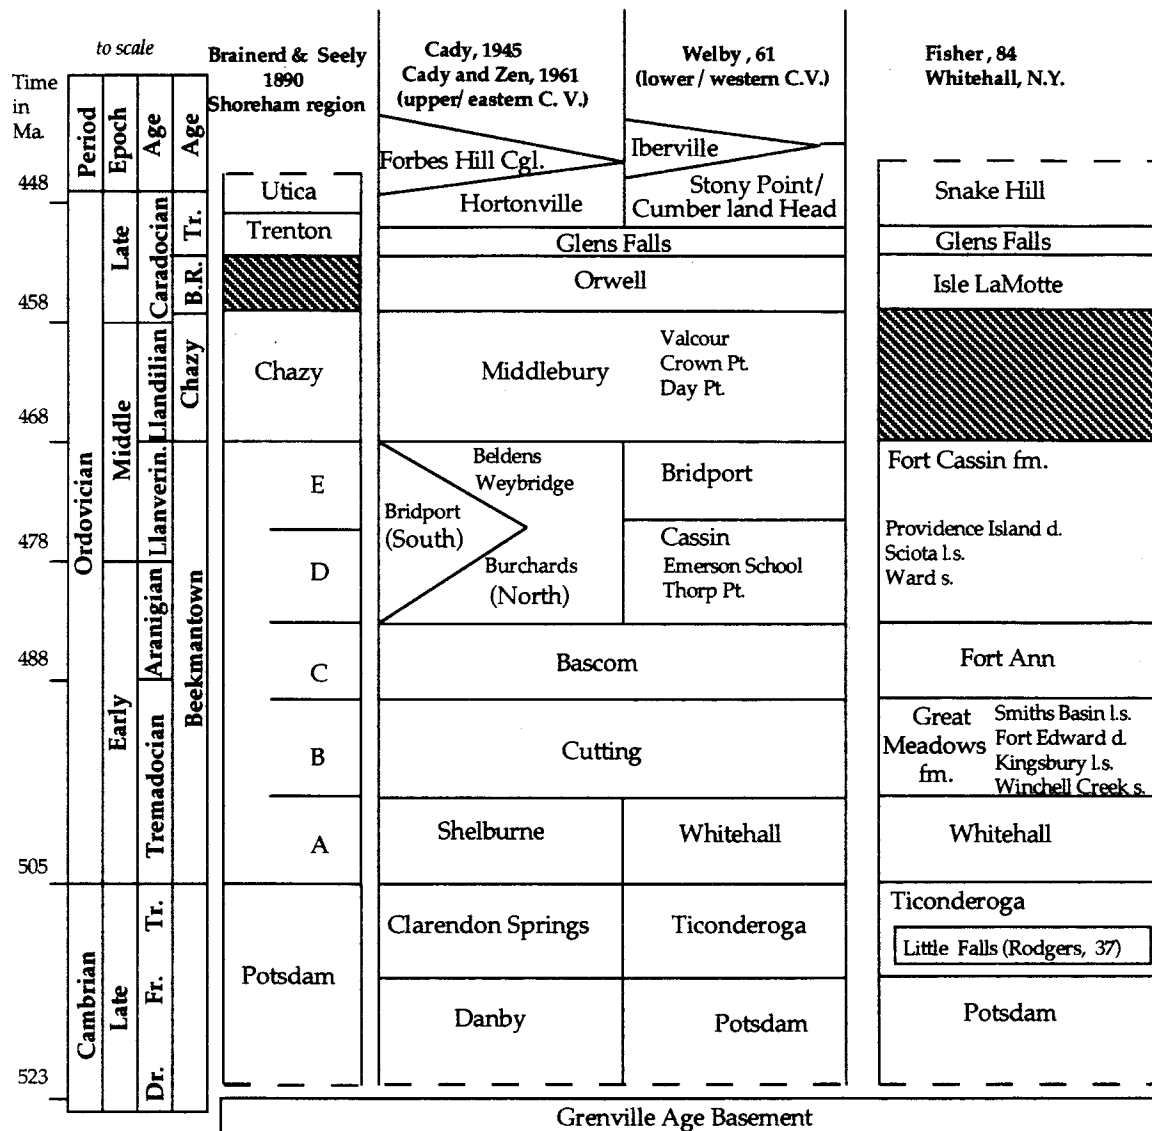 to scale
Time
in
Ma.
Period
Epoch
Age
Age
Brainerd & Seely
1890
Shoreham region
Cady, 1945
Cady and Zen, 1961
(upper/ eastern C. V.)
Welby, 61
(lower/ western C.V.)
Fisher, 84
Whitehall, N.Y.
448
458
468
478
488
505
523
Ordovician
Cambrian
Late
Middle
Early
Late
Caradocian
Llandilian
Llanverin.
Aranigian
Tremadocian
Tr.
Fr.
Dr.
Tr.
B.R.
Chazy
Beekmantown
Utica
Trenton
Chazy
E
D
C
B
A
Potsdam
Forbes Hill Cgl.
Hortonville
Iberville
Stony Point/
Cumber land Head
Glens Falls
Orwell
Middlebury
Valcour
Crown Pt.
Day Pt.
Beldens
Weybridge
Bridport
(South)
Burchards
(North)
Bridport
Cassin
Emerson School
Thorp Pt.
Bascom
Cutting
Shelburne
Whitehall
Clarendon Springs
Ticonderoga
Danby
Potsdam
Snake Hill
Glens Falls
Isle LaMotte
Fort Cassin fm.
Providence Island d.
Sciota l.s.
Ward s.
Fort Ann
Great
Meadows
fm.
Smiths Basin l.s.
Fort Edward d.
Kingsbury l.s.
Winchell Creek s.
Whitehall
Ticonderoga
Little Falls (Rodgers, 37)
Potsdam
Grenville Age Basement